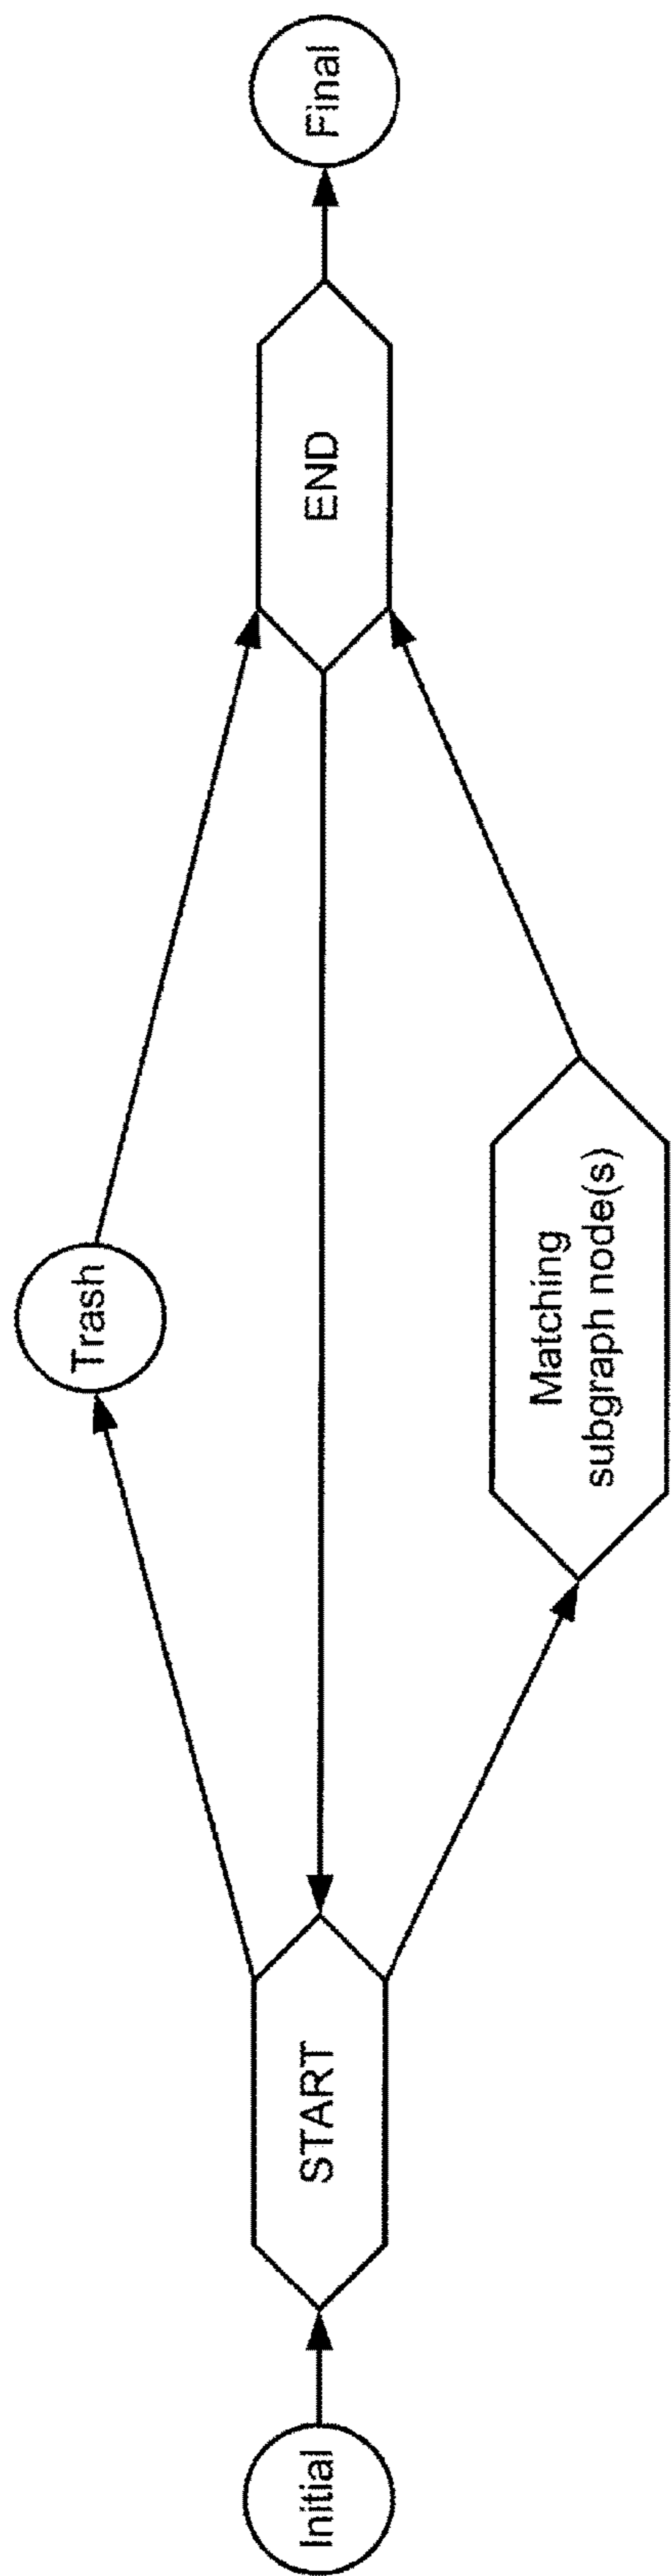 Initial
START
Trash
Matching
subgraph node(s)
END
Final